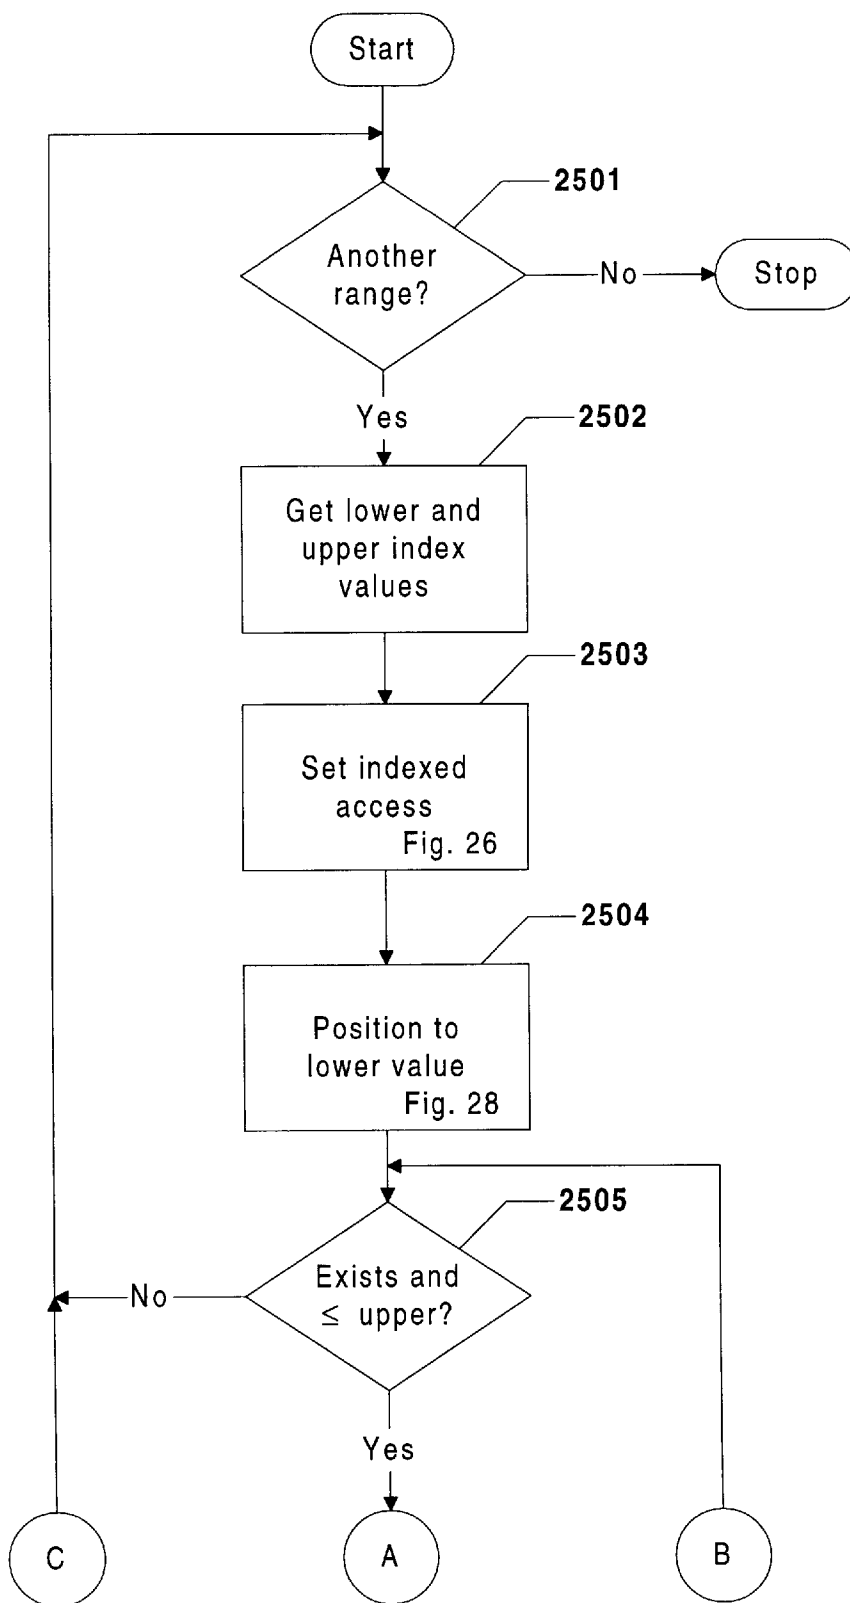 Start
2501
Another
range?
No
Stop
Yes
2502
Get lower and
upper index
values
2503
Set indexed
access
Fig. 26
2504
Position to
lower value
Fig. 28
2505
Exists and
≤ upper?
No
Yes
C
A
B